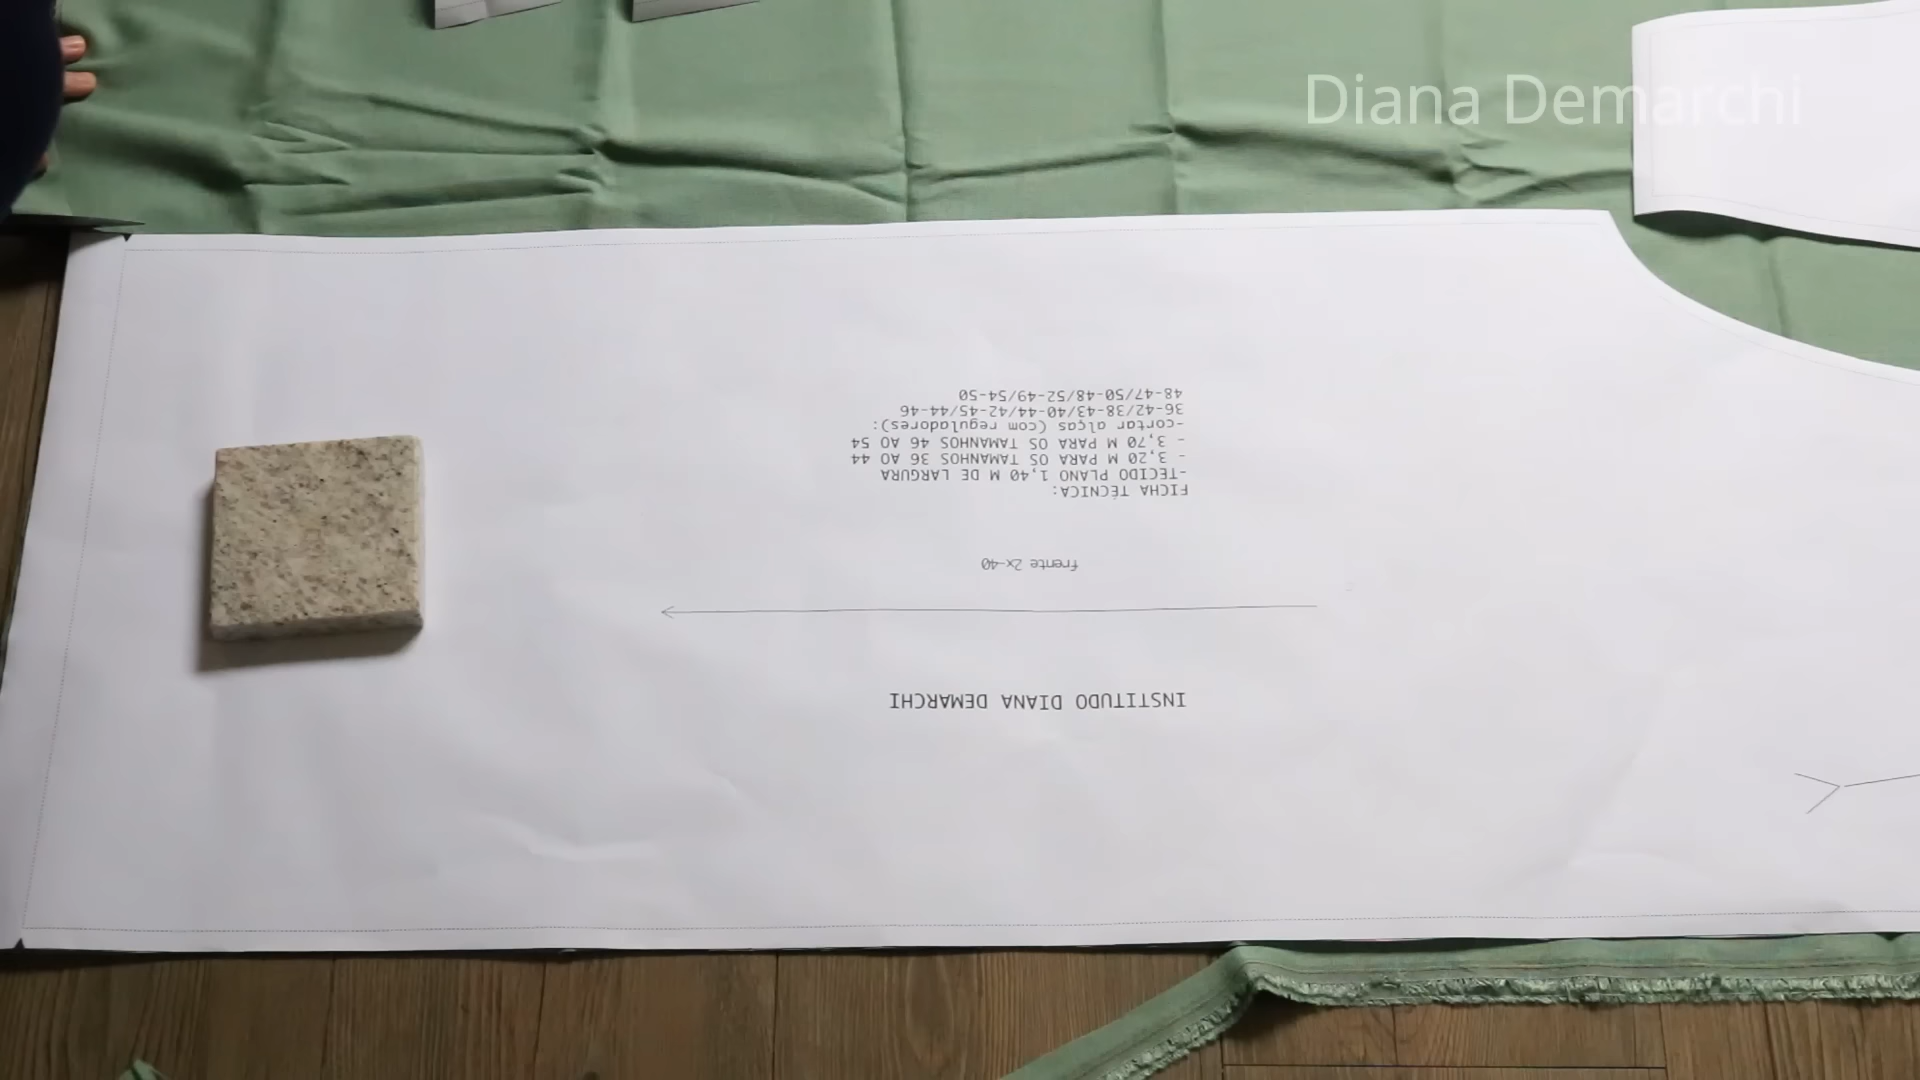 Diana Demarchi
INSTITUDO DIANA DEMARCHI
frente 2x-40
FICHA TÉCNICA:
-TECIDO PLANO 1,40 M DE LARGURA
- 3,20 M PARA OS TAMANHOS 36 AO 44
- 3,70 M PARA OS TAMANHOS 46 AO 54
-cortar alças (com reguladores):
36-42/38-43/40-44/42-45/44-46
48-47/50-48/52-49/54-50